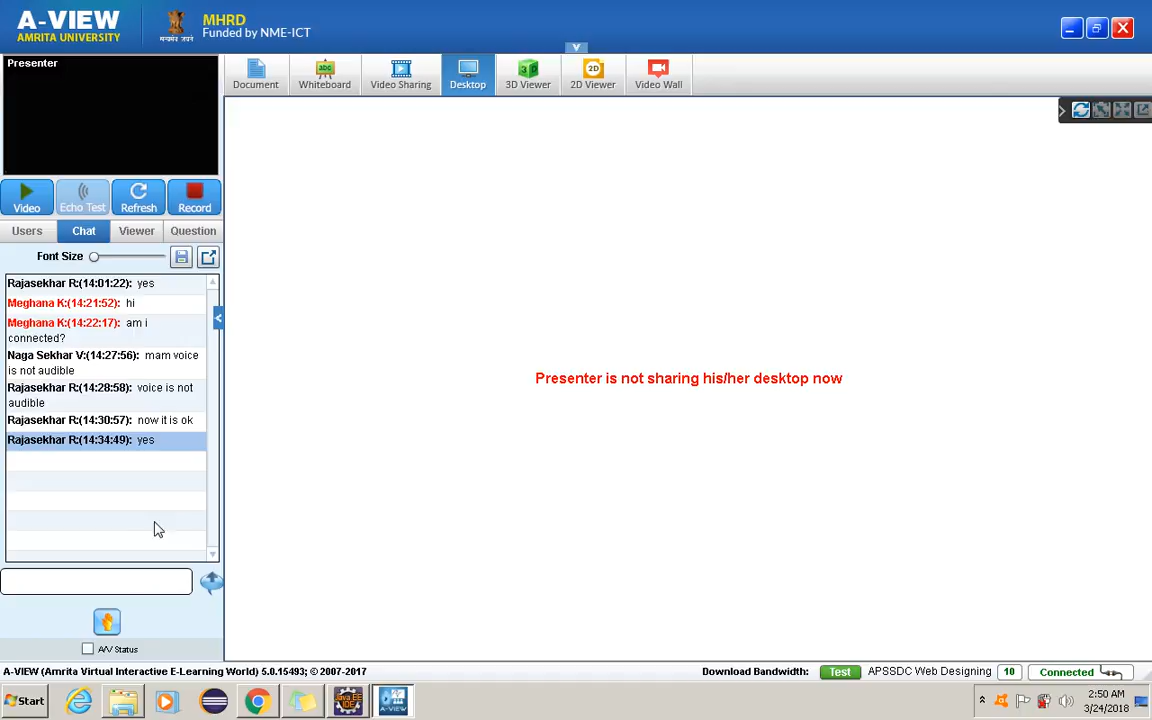 A-VIEW
AMRITA UNIVERSITY
MHRD
Funded by NME-ICT
Presenter
Document
Whiteboard
Video Sharing
Desktop
3D Viewer
2D Viewer
Video Wall
Video
Echo Test
Refresh
Record
Users
Chat
Viewer
Question
Font Size
Rajasekhar R:(14:01:22): yes
Meghana K:(14:21:52): hi
Meghana K:(14:22:17): am i
connected?
Naga Sekhar V:(14:27:56): mam voice
is not audible
Rajasekhar R:(14:28:58): voice is not
audible
Rajasekhar R:(14:30:57): now it is ok
Rajasekhar R:(14:34:49): yes
Presenter is not sharing his/her desktop now
A/V Status
A-VIEW (Amrita Virtual Interactive E-Learning World) 5.0.15493; © 2007-2017
Download Bandwidth: Test APSSDC Web Designing 10 Connected
Start
2:50 AM
3/24/2018